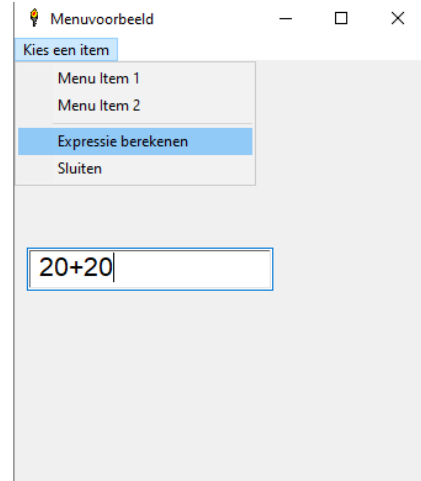 Menuvoorbeeld
Kies een item
Menu Item 1
Menu Item 2
Expressie berekenen
Sluiten
20+20